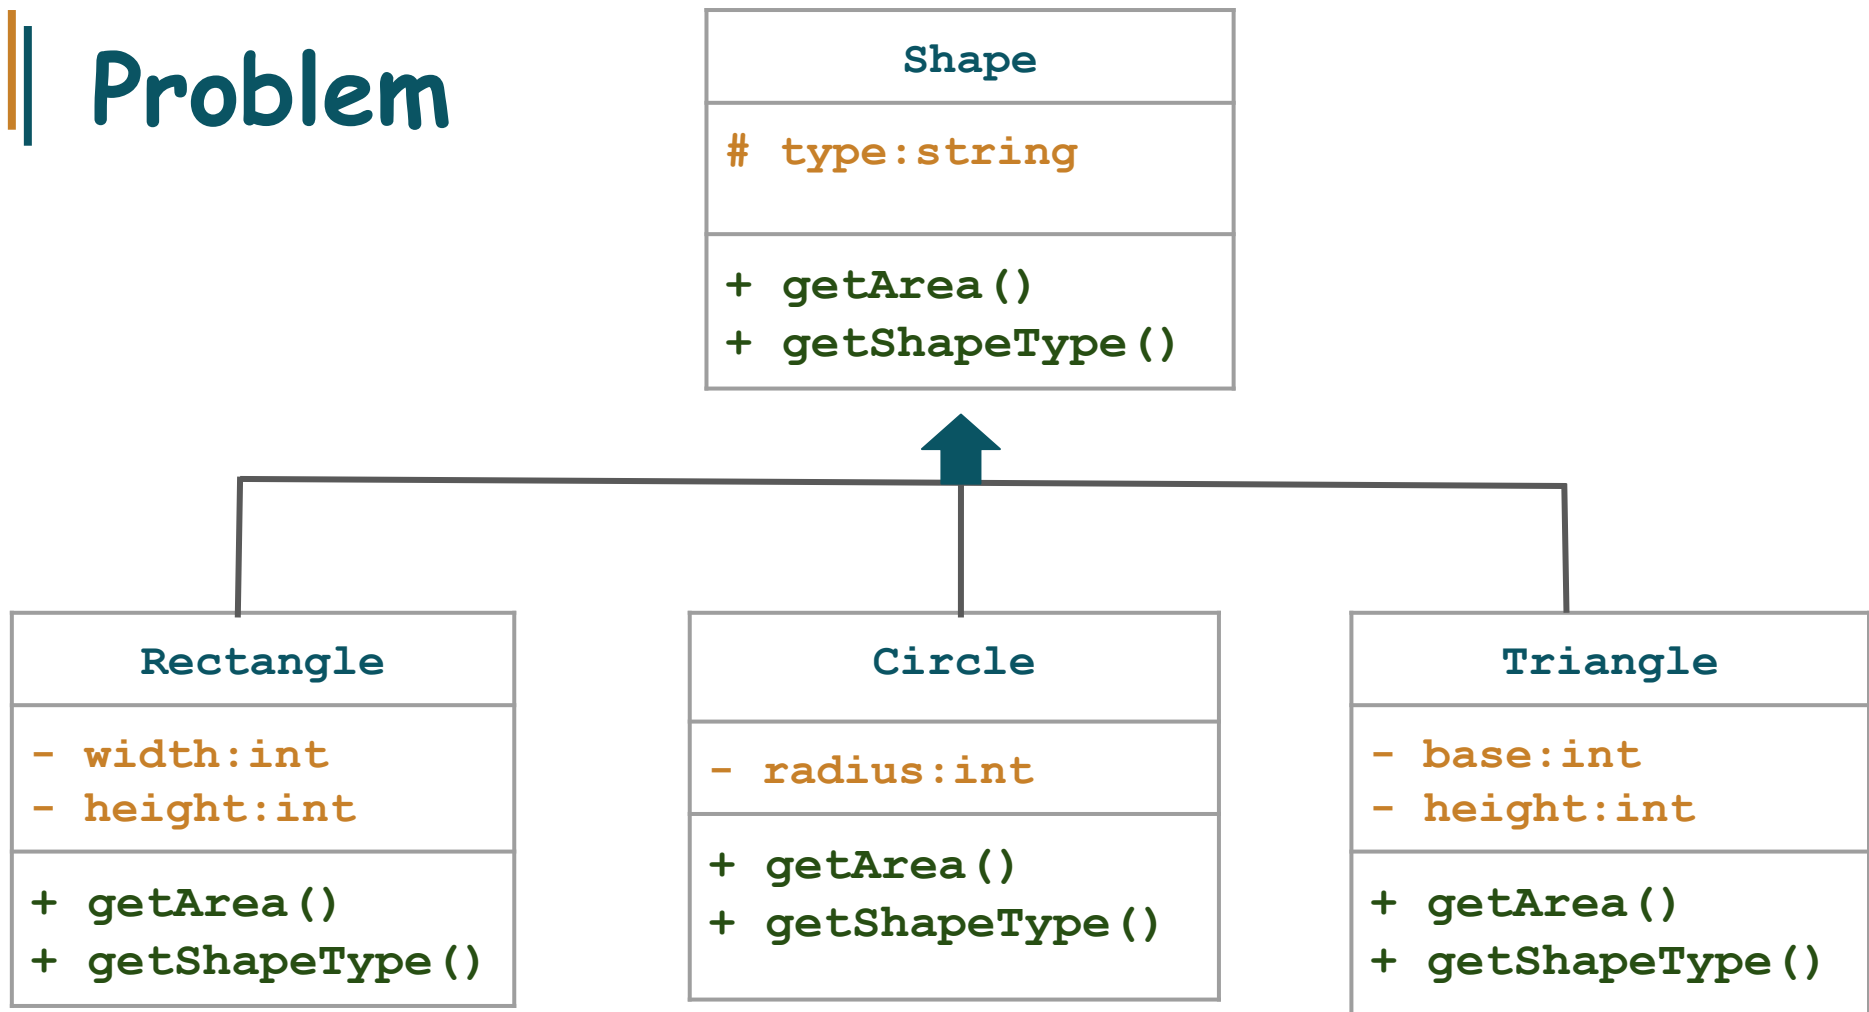 Problem
Shape
# type:string
+ getArea()
+ getShapeType()
Rectangle
- width:int
- height:int
+ getArea()
+ getShapeType()
Circle
- radius:int
+ getArea()
+ getShapeType()
Triangle
- base:int
- height:int
+ getArea()
+ getShapeType()